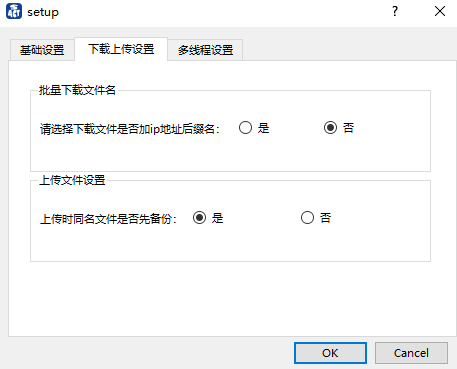 setup
?
基础设置 下载上传设置 多线程设置
批量下载文件名
请选择下载文件是否加ip地址后缀名： 是 否
上传文件设置
上传时同名文件是否先备份： 是 否
OK Cancel